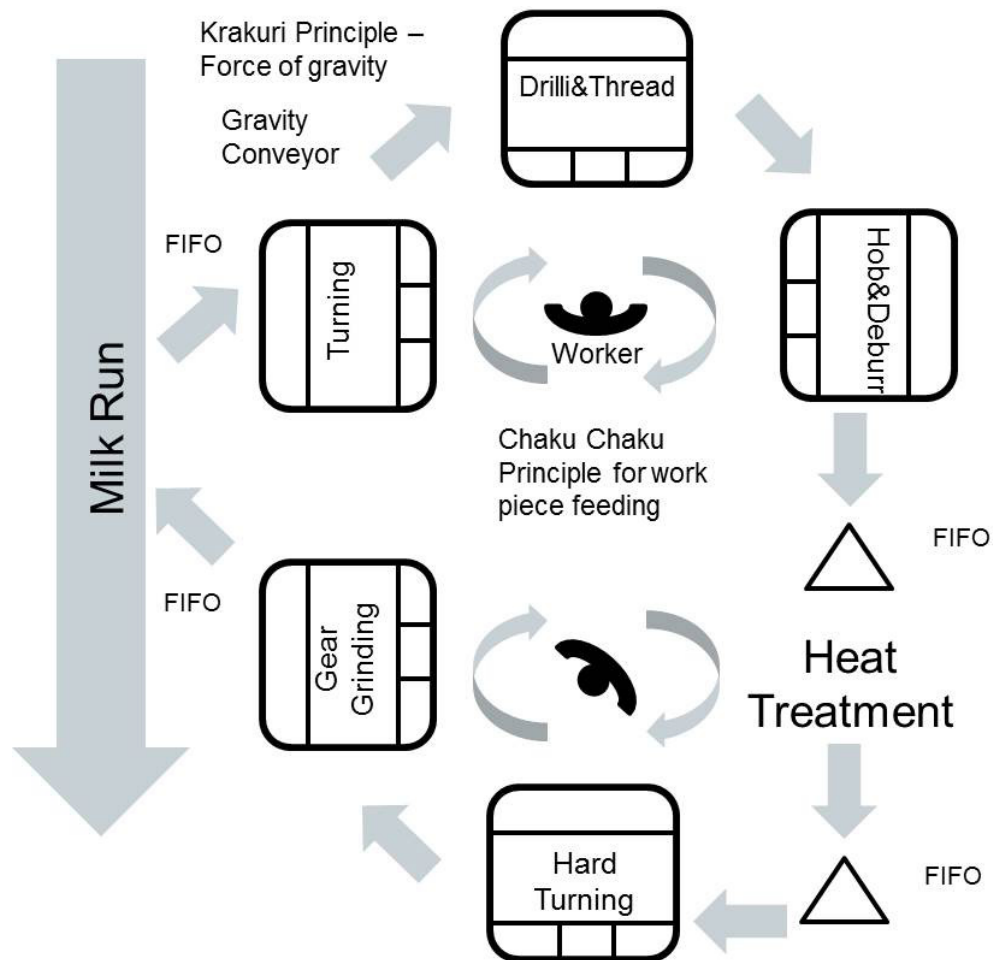 Krakuri Principle –
Force of gravity
Gravity
Conveyor
Drilli&Thread
FIFO
Turning
Hob&Deburr
Worker
Milk Run
Chaku Chaku
Principle for work
piece feeding
FIFO
FIFO
Gear
Grinding
Heat
Treatment
Hard
Turning
FIFO